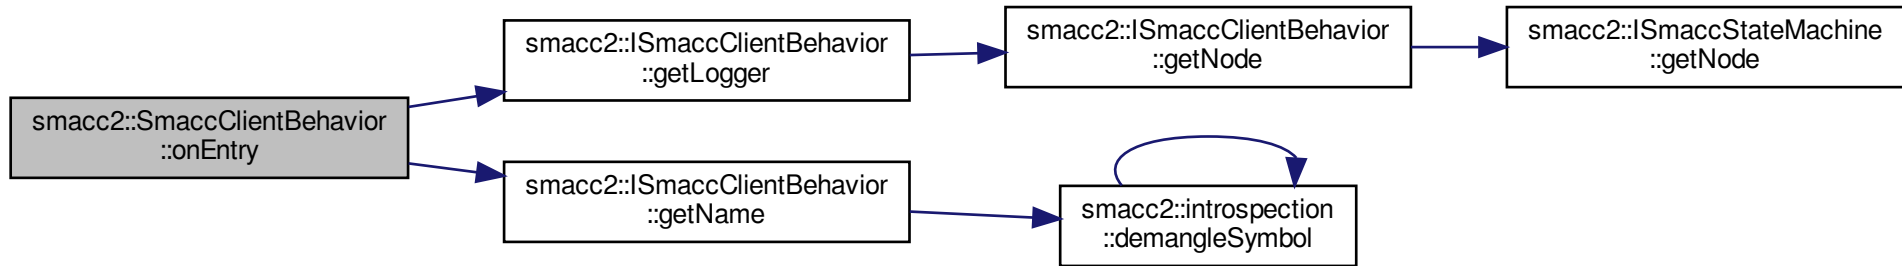 smacc2::SmaccClientBehavior
::onEntry
smacc2::ISmaccClientBehavior
::getLogger
smacc2::ISmaccClientBehavior
::getNode
smacc2::ISmaccStateMachine
::getNode
smacc2::ISmaccClientBehavior
::getName
smacc2::introspection
::demangleSymbol